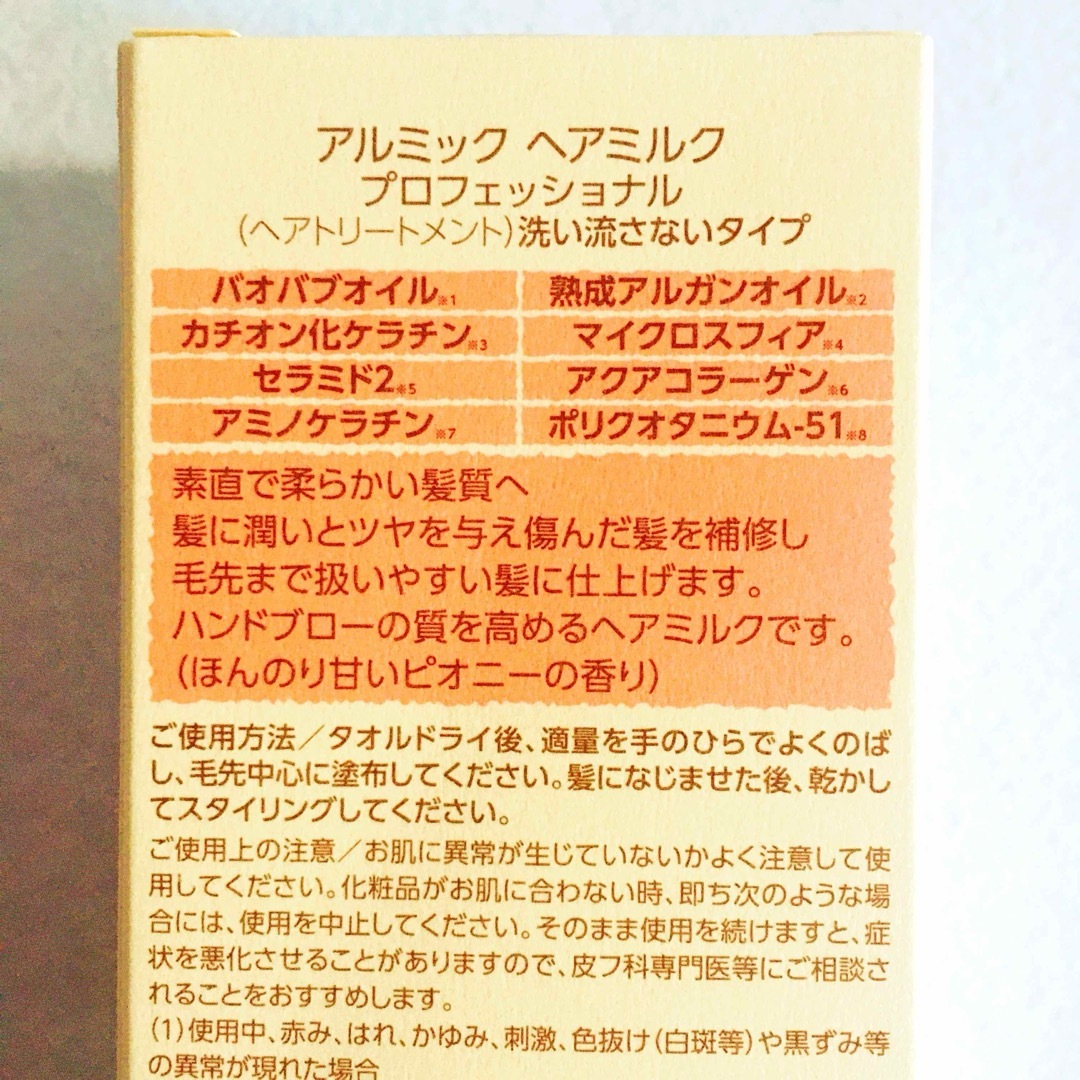 アルミック ヘアミルク
プロフェッショナル
(ヘアトリートメント)洗い流さないタイプ
バオバブオイル※1 熟成アルガンオイル※2
カチオン化ケラチン※3 マイクロスフィア※4
セラミド2※5 アクアコラーゲン※6
アミノケラチン※7 ポリクオタニウム-51※8
素直で柔らかい髪質へ
髪に潤いとツヤを与え傷んだ髪を補修し
毛先まで扱いやすい髪に仕上げます。
ハンドブローの質を高めるヘアミルクです。
(ほんのり甘いピオニーの香り)
ご使用方法／タオルドライ後、適量を手のひらでよくのば
し、毛先中心に塗布してください。髪になじませた後、乾かし
てスタイリングしてください。
ご使用上の注意／お肌に異常が生じていないかよく注意して使
用してください。化粧品がお肌に合わない時、即ち次のような場
合には、使用を中止してください。そのまま使用を続けますと、症
状を悪化させることがありますので、皮フ科専門医等にご相談さ
れることをおすすめします。
(1)使用中、赤み、はれ、かゆみ、刺激、色抜け(白斑等)や黒ずみ等
の異常が現れた場合